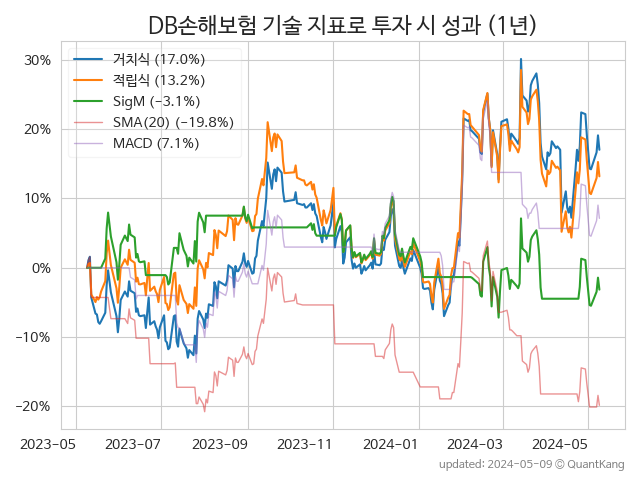 DB손해보험 기술 지표로 투자 시 성과 (1년)
30%
20%
10%
0%
−10%
−20%
거치식 (17.0%)
적립식 (13.2%)
SigM (−3.1%)
SMA(20) (−19.8%)
MACD (7.1%)
2023-05 2023-07 2023-09 2023-11 2024-01 2024-03 2024-05
updated: 2024-05-09 © QuantKang